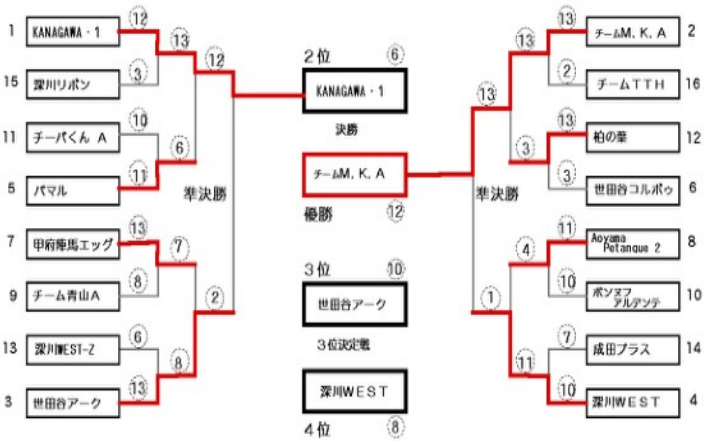 1 KANAGAWA・1 12
15 深川リボン 3
13
11 チーバくん A 10
5 バマル 11
6
12
準決勝
7 甲府陣馬エッグ 13
9 チーム青山A 8
7
13 深川WEST-Z 6
3 世田谷アーク 13
8
2
2位 6
KANAGAWA・1
決勝
チームM.K.A
優勝 12
3位 10
世田谷アーク
3位決定戦
深川WEST
4位 8
13 チームM.K.A 2
2 チームTTH 16
13
13 柏の葉 12
3 世田谷コルボゥ 6
3
13
準決勝
11 Aoyama
Petanque 2 8
10 ポンヌフ
アルデンテ 10
4
7 成田プラス 14
10 深川WEST 4
11
1